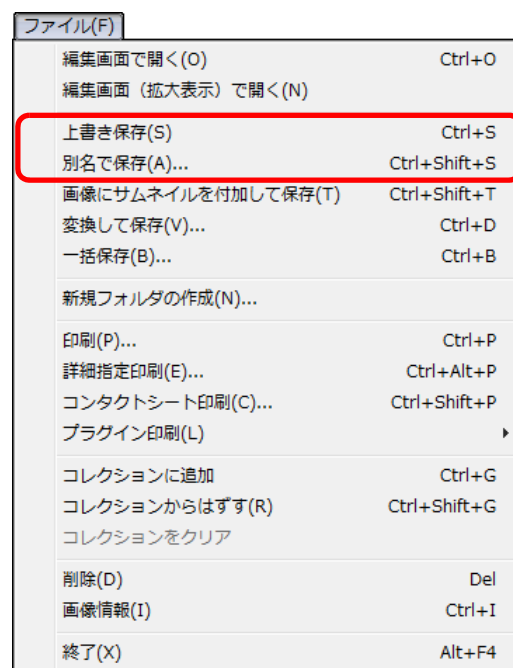 ファイル(F)
編集画面で開く(O) Ctrl+O
編集画面（拡大表示）で開く(N)
上書き保存(S) Ctrl+S
別名で保存(A)... Ctrl+Shift+S
画像にサムネイルを付加して保存(T) Ctrl+Shift+T
変換して保存(V)... Ctrl+D
一括保存(B)... Ctrl+B
新規フォルダの作成(N)...
印刷(P)... Ctrl+P
詳細指定印刷(E)... Ctrl+Alt+P
コンタクトシート印刷(C)... Ctrl+Shift+P
プラグイン印刷(L)
コレクションに追加 Ctrl+G
コレクションからはずす(R) Ctrl+Shift+G
コレクションをクリア
削除(D) Del
画像情報(I) Ctrl+I
終了(X) Alt+F4